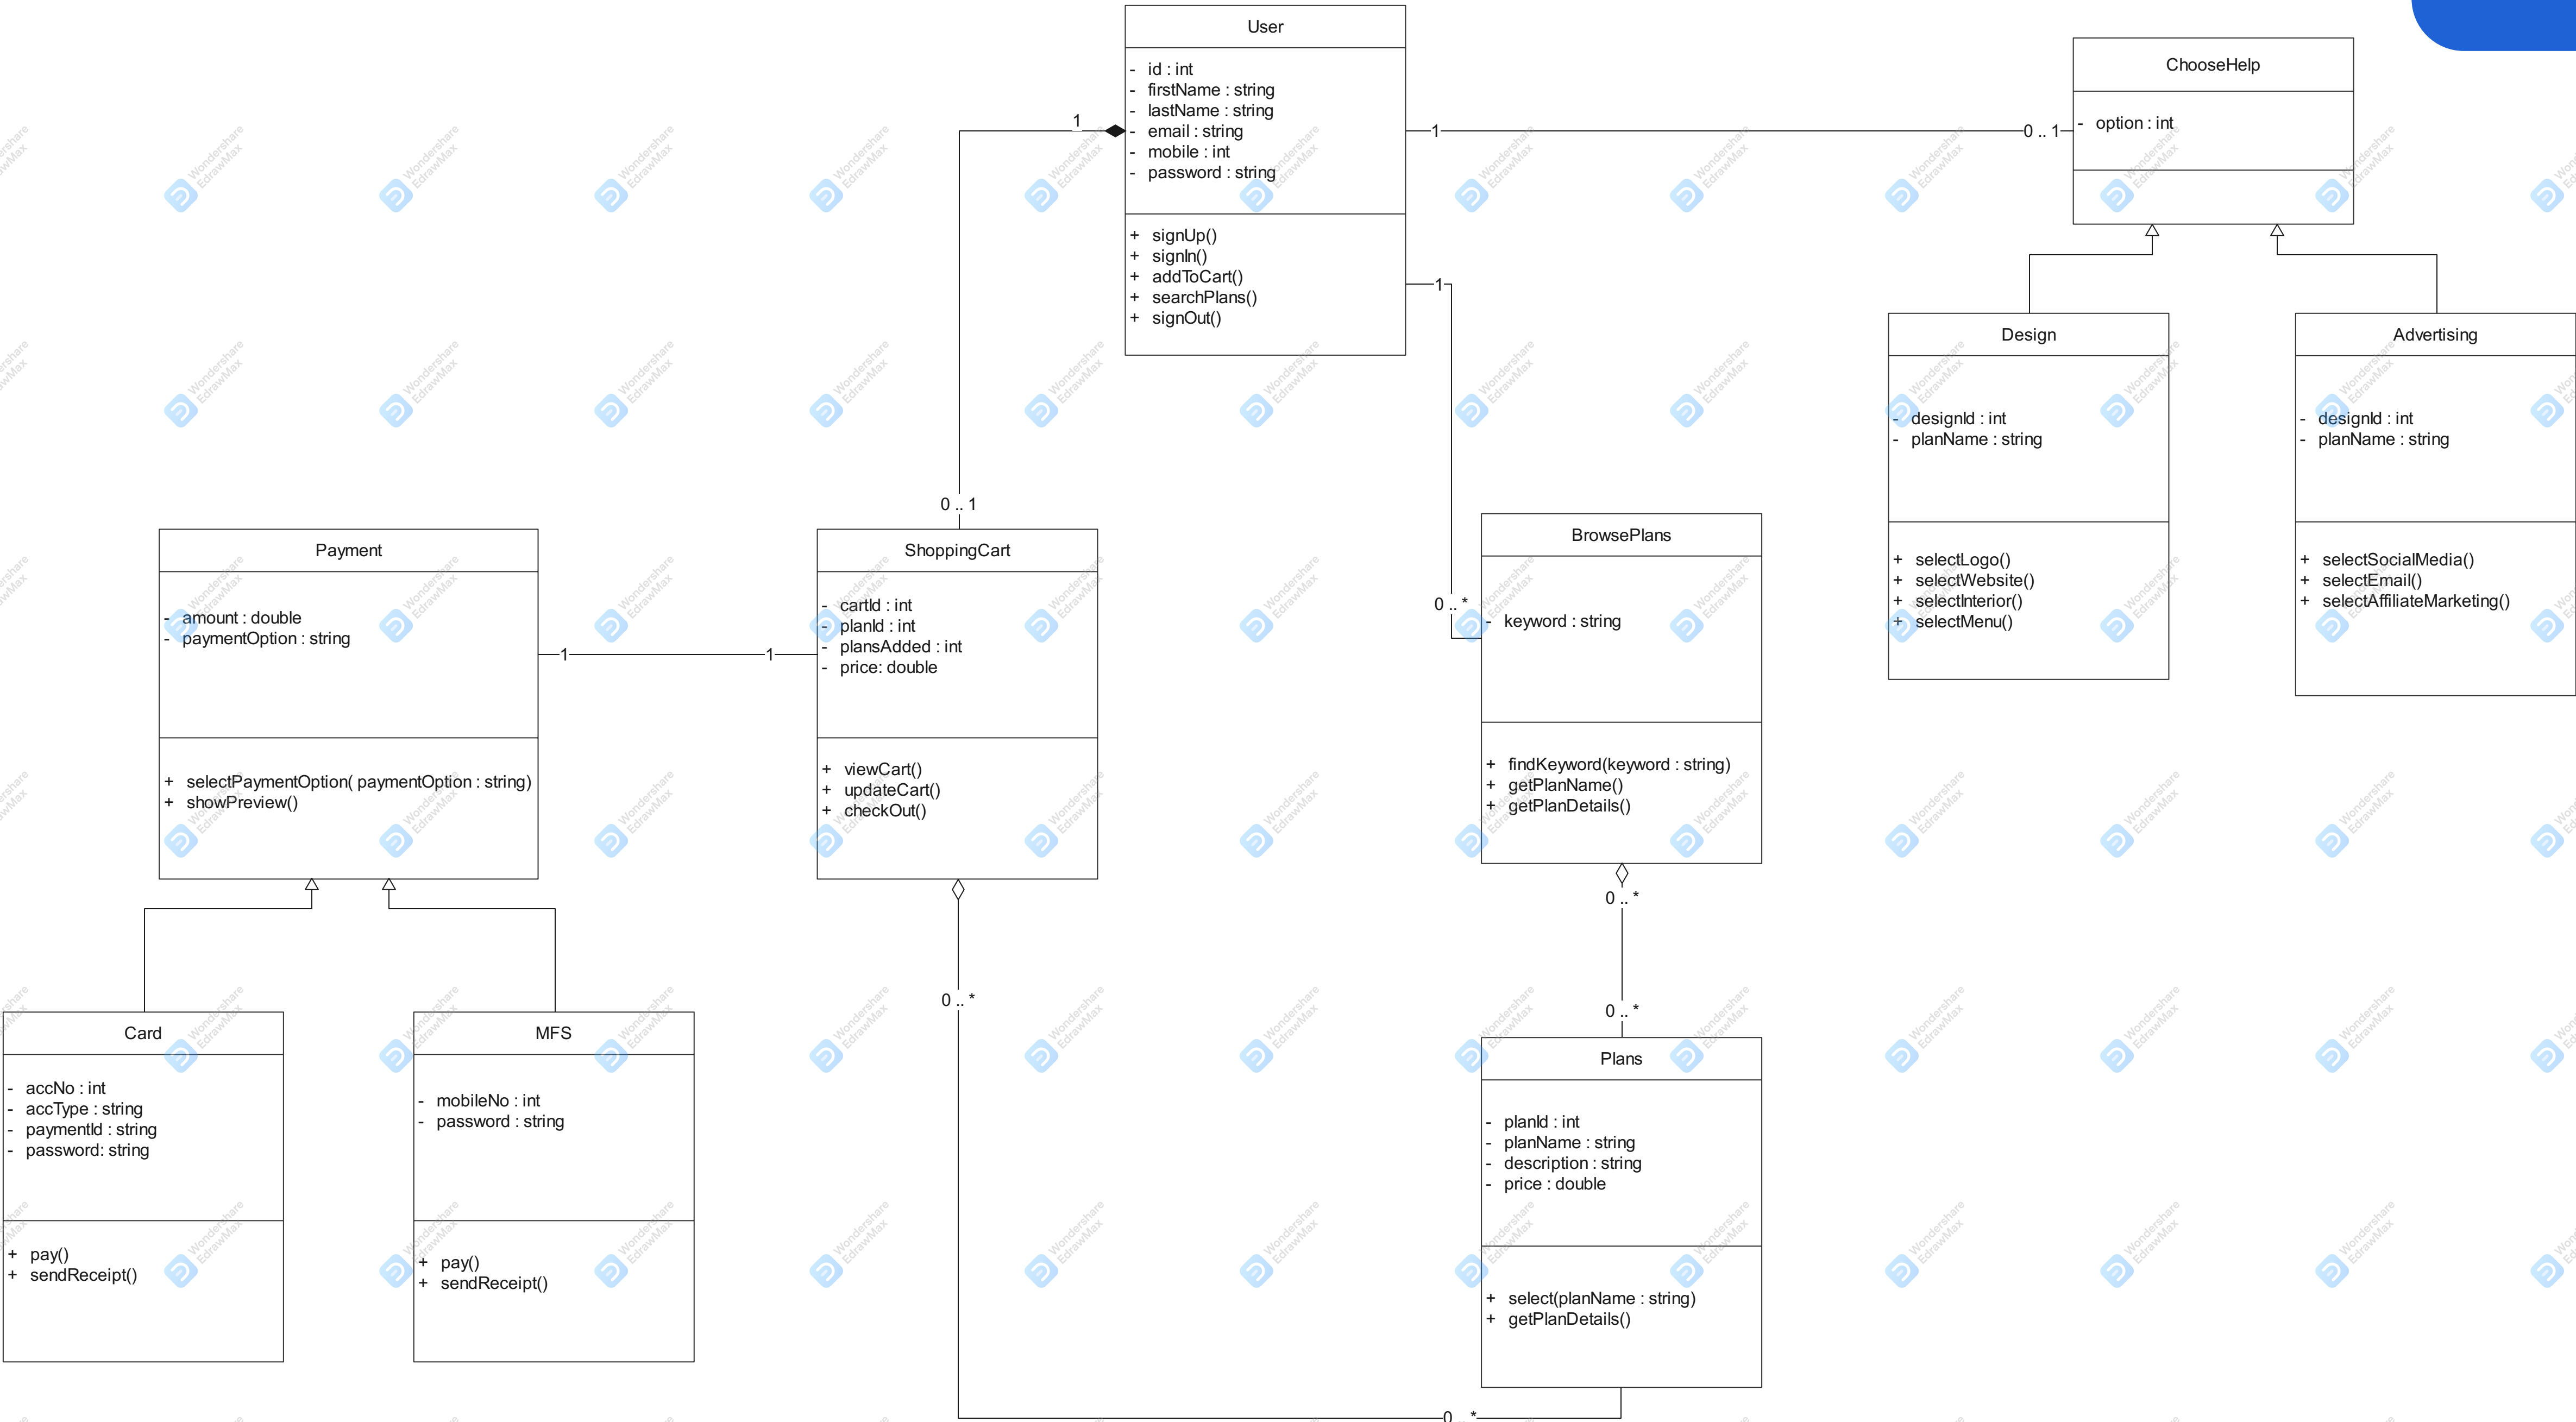 User
- id : int
- firstName : string
- lastName : string
- email : string
- mobile : int
- password : string
+ signUp()
+ signIn()
+ addToCart()
+ searchPlans()
+ signOut()
1
0 .. 1
1
0 .. 1
1
0 .. *
ChooseHelp
- option : int
Design
- designId : int
- planName : string
+ selectLogo()
+ selectWebsite()
+ selectInterior()
+ selectMenu()
Advertising
- designId : int
- planName : string
+ selectSocialMedia()
+ selectEmail()
+ selectAffiliateMarketing()
Payment
- amount : double
- paymentOption : string
+ selectPaymentOption( paymentOption : string)
+ showPreview()
1
1
ShoppingCart
- cartId : int
- planId : int
- plansAdded : int
- price: double
+ viewCart()
+ updateCart()
+ checkOut()
BrowsePlans
- keyword : string
+ findKeyword(keyword : string)
+ getPlanName()
+ getPlanDetails()
0 .. *
0 .. *
0 .. *
0 .. *
Card
- accNo : int
- accType : string
- paymentId : string
- password: string
+ pay()
+ sendReceipt()
MFS
- mobileNo : int
- password : string
+ pay()
+ sendReceipt()
Plans
- planId : int
- planName : string
- description : string
- price : double
+ select(planName : string)
+ getPlanDetails()
Wondershare
EdrawMax